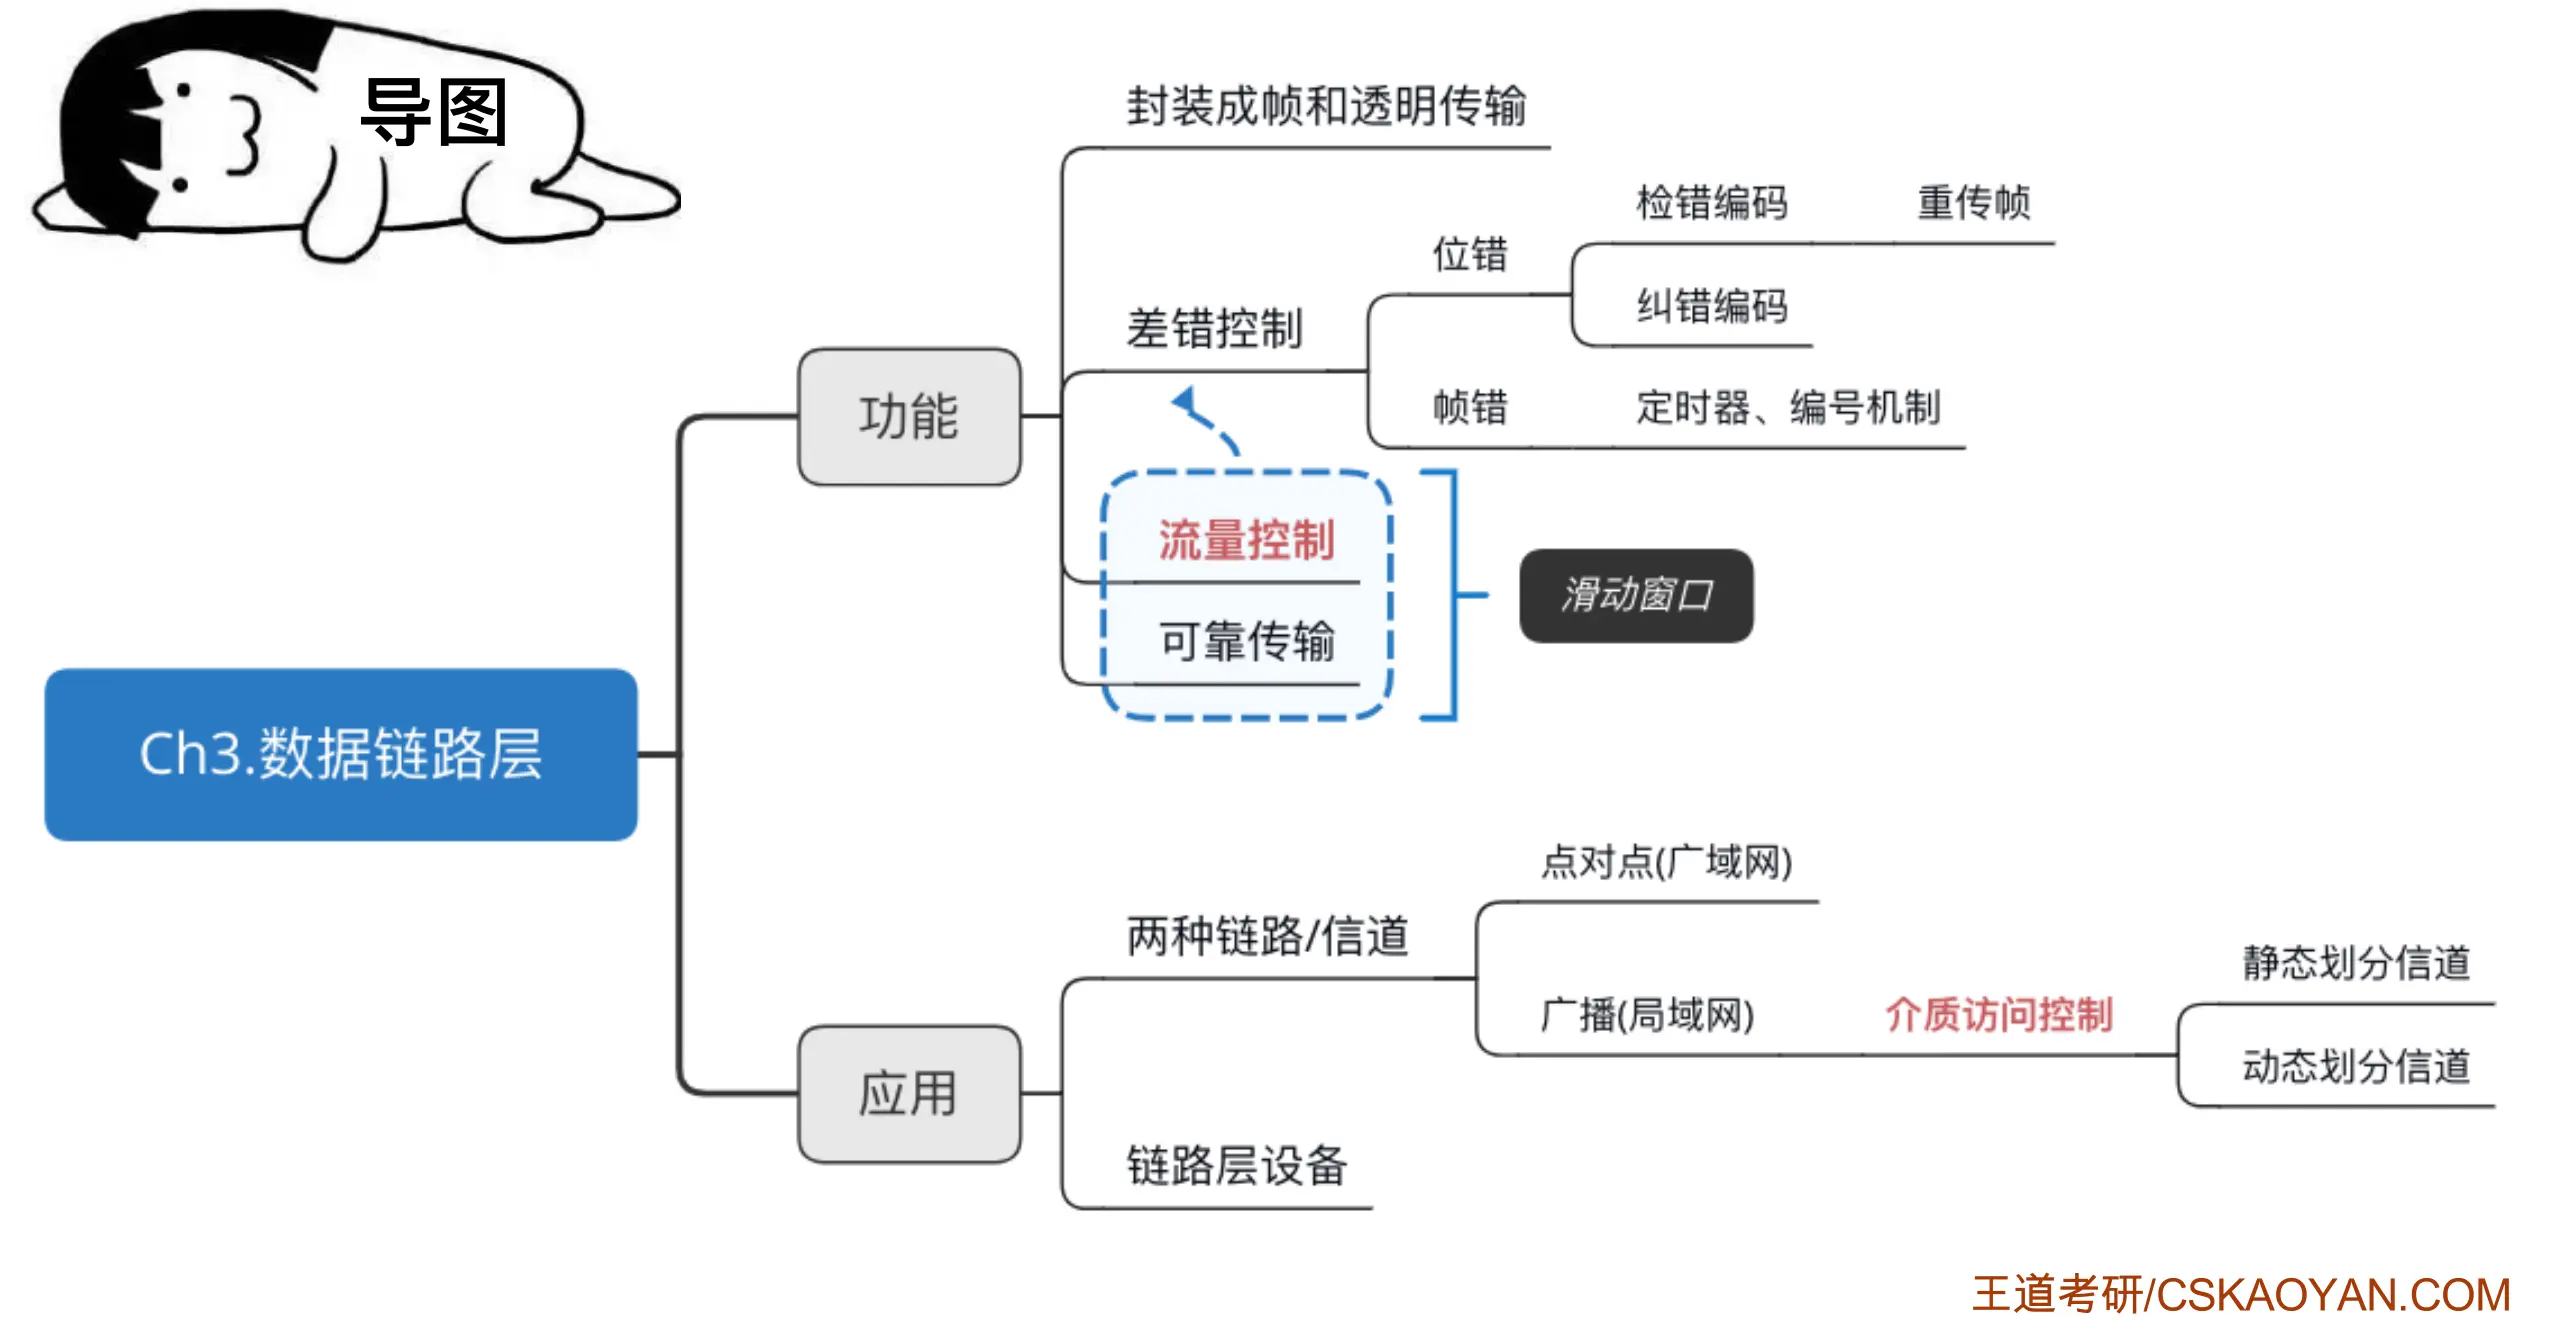 导图
封装成帧和透明传输
检错编码
重传帧
位错
纠错编码
差错控制
帧错
定时器、编号机制
功能
流量控制
可靠传输
滑动窗口
Ch3.数据链路层
点对点(广域网)
两种链路/信道
静态划分信道
广播(局域网)
介质访问控制
动态划分信道
应用
链路层设备
王道考研/CSKAOYAN.COM